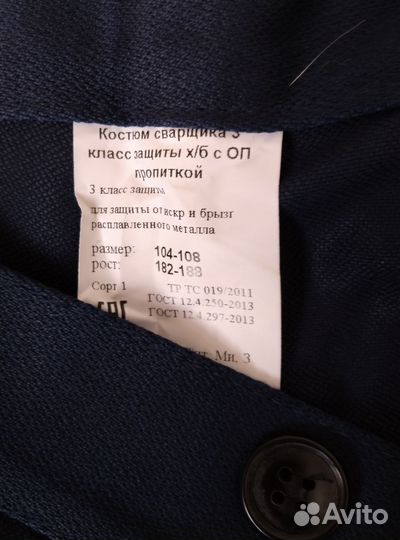 Костюм сварщика 3
класс защиты х/б с ОП
пропиткой
3 класс защиты
для защиты от искр и брызг
расплавленного металла
размер: 104-108
рост: 182-188
Сорт 1 ТР ТС 019/2011
ГОСТ 12.4.250-2013
ГОСТ 12.4.297-2013
Ми. 3
Avito